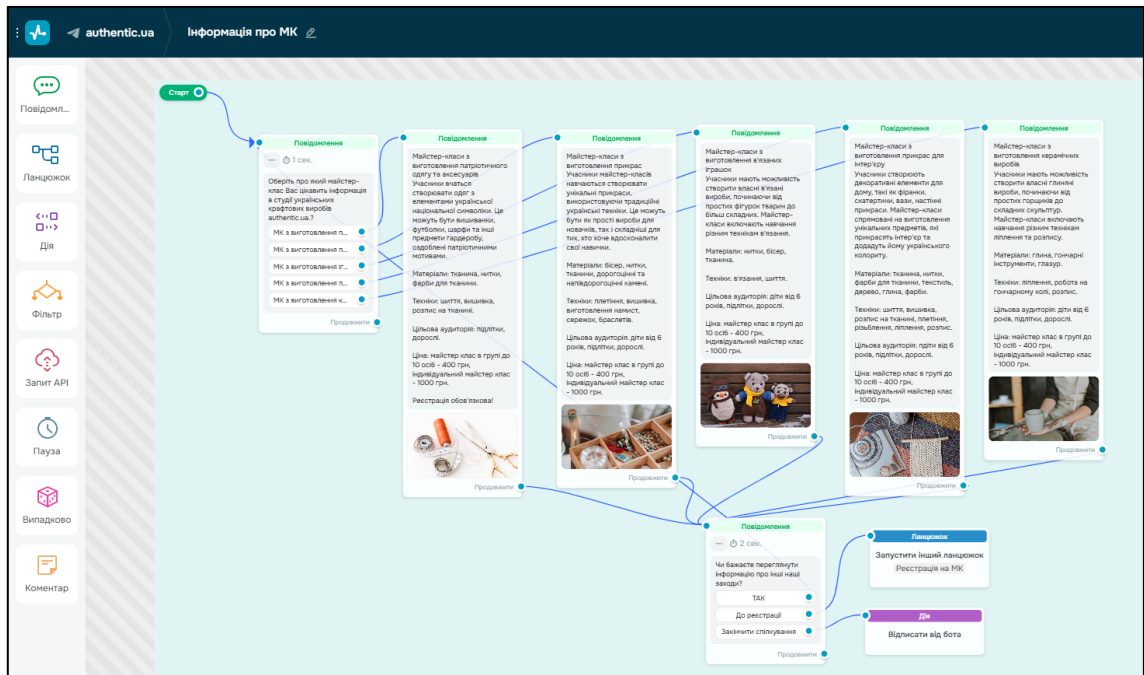 authentic.ua
Інформація про МК
Повідомл...
Ланцюжок
Дія
Фільтр
Запит API
Пауза
Випадково
Коментар
Старт
Повідомлення
1 сек.
Оберіть про який майстер-
клас Вас цікавить інформація
в студії українських
крафтових виробів
authentic.ua.?
МК з виготовлення п...
МК з виготовлення п...
МК з виготовлення іг...
МК з виготовлення п...
МК з виготовлення к...
Продовжити
Повідомлення
Майстер-класи з
виготовлення патріотичного
одягу та аксесуарів
Учасники вчаться
створювати одяг з
елементами української
національної символіки. Це
можуть бути вишиванки,
футболки, шарфи та інші
предмети гардеробу,
оздоблені патріотичними
мотивами.
Матеріали: тканина, нитки,
фарби для тканини.
Техніки: шиття, вишивка,
розпис на тканині.
Цільова аудиторія: підлітки,
дорослі.
Ціна: майстер клас в групі до
10 осіб - 400 грн,
індивідуальний майстер клас
- 1000 грн.
Реєстрація обов'язкова!
Продовжити
Повідомлення
Майстер-класи з
виготовлення прикрас
Учасники майстер-класів
навчаються створювати
унікальні прикраси,
використовуючи традиційні
українські техніки. Це можуть
бути як прості вироби для
новачків, так і складніші для
тих, хто хоче вдосконалити
свої навички.
Матеріали: бісер, нитки,
тканини, дорогоцінні та
напівдорогоцінні камені.
Техніки: плетіння, вишивка,
виготовлення намист,
сережок, браслетів.
Цільова аудиторія: діти від 6
років, підлітки, дорослі.
Ціна: майстер клас в групі до
10 осіб - 400 грн,
індивідуальний майстер клас
- 1000 грн.
Продовжити
Повідомлення
Майстер-класи з
виготовлення в'язаних
іграшок
Учасники мають можливість
створити власні в'язані
вироби, починаючи від
простих фігурок тварин до
більш складних. Майстер-
класи включають навчання
різним технікам в'язання.
Матеріали: нитки, бісер,
тканина.
Техніки: в'язання, шиття.
Цільова аудиторія: діти від 6
років, підлітки, дорослі.
Ціна: майстер клас в групі до
10 осіб - 400 грн,
індивідуальний майстер клас
- 1000 грн.
Продовжити
Повідомлення
Майстер-класи з
виготовлення прикрас для
інтер'єру
Учасники створюють
декоративні елементи для
дому, такі як фіранки,
скатертини, вази, настінні
прикраси. Майстер-класи
спрямовані на виготовлення
унікальних предметів, які
прикрасять інтер'єр та
додадуть йому українського
колориту.
Матеріали: тканина, нитки,
фарби для тканини, текстиль,
дерево, глина, фарби.
Техніки: шиття, вишивка,
розпис на тканині, плетіння,
різьблення, ліплення, розпис.
Цільова аудиторія: підіти від 6
років, підлітки, дорослі.
Ціна: майстер клас в групі до
10 осіб - 400 грн,
індивідуальний майстер клас
- 1000 грн.
Продовжити
Повідомлення
Майстер-класи з
виготовлення керамічних
виробів
Учасники мають можливість
створити власні глиняні
вироби, починаючи від
простих горщиків до
складних скульптур.
Майстер-класи включають
навчання різним технікам
ліплення та розпису.
Матеріали: глина, гончарні
інструменти, глазур.
Техніки: ліплення, робота на
гончарному колі, розпис.
Цільова аудиторія: діти від 6
років, підлітки, дорослі.
Ціна: майстер клас в групі до
10 осіб - 400 грн,
індивідуальний майстер клас
- 1000 грн.
Продовжити
Повідомлення
2 сек.
Чи бажаєте переглянути
інформацію про інші наші
заходи?
ТАК
До реєстрації
Закінчити спілкування
Продовжити
Ланцюжок
Запустити інший ланцюжок
Реєстрація на МК
Дія
Відписати від бота